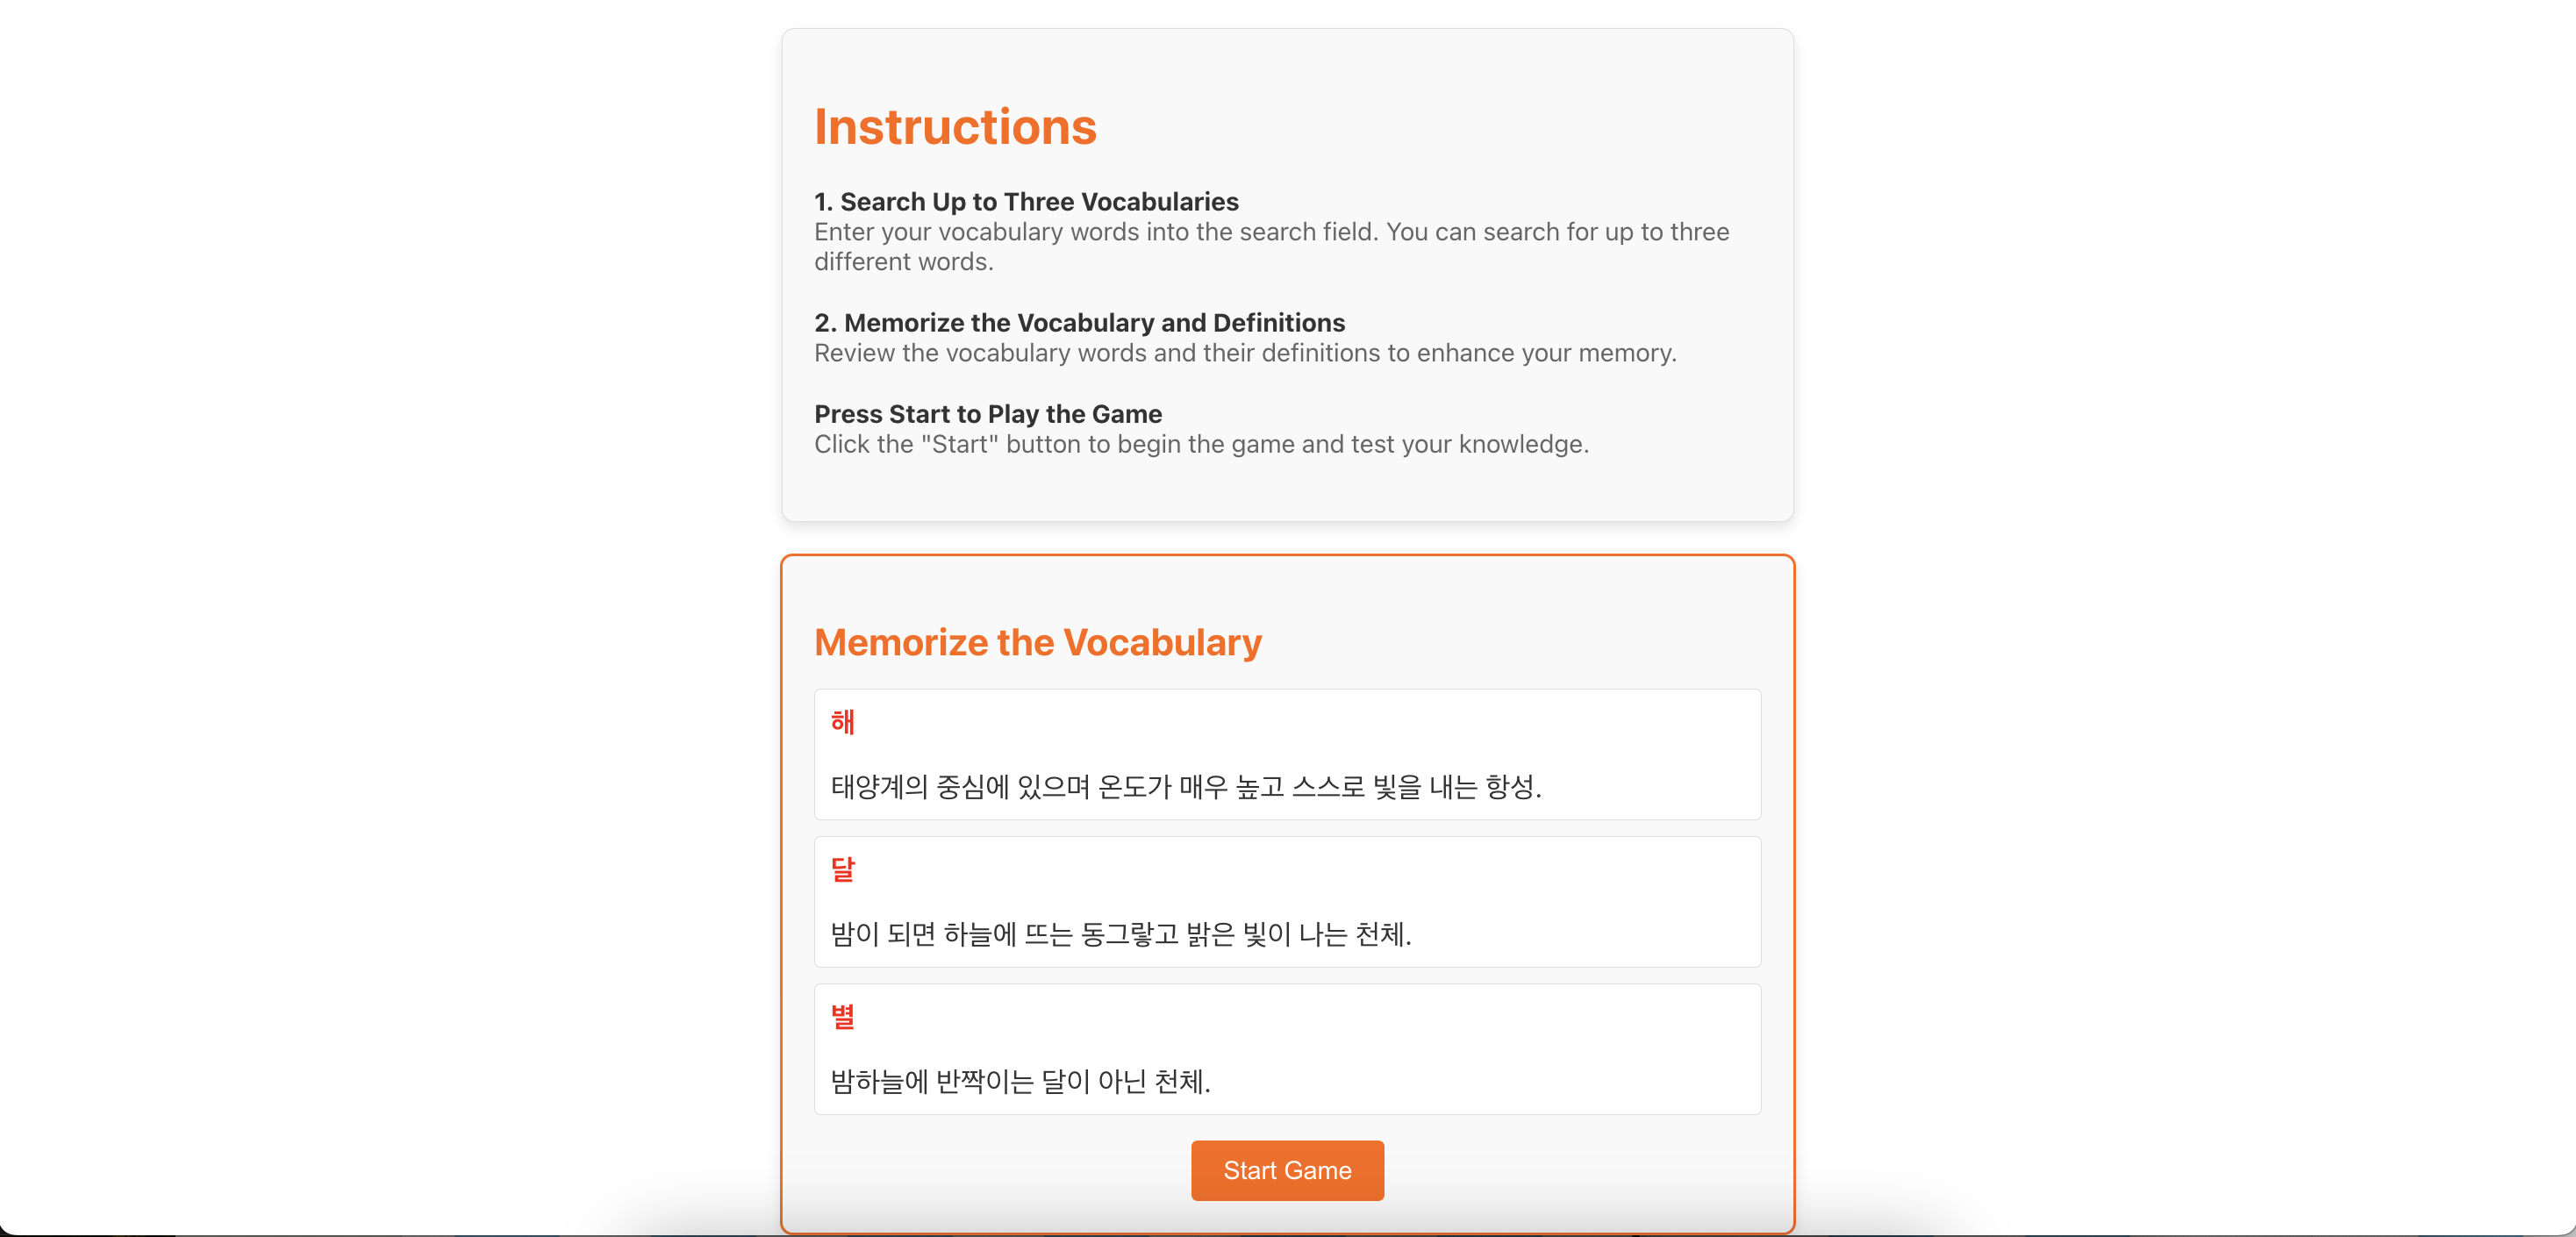 Instructions
1. Search Up to Three Vocabularies
Enter your vocabulary words into the search field. You can search for up to three
different words.
2. Memorize the Vocabulary and Definitions
Review the vocabulary words and their definitions to enhance your memory.
Press Start to Play the Game
Click the "Start" button to begin the game and test your knowledge.
Memorize the Vocabulary
해
태양계의 중심에 있으며 온도가 매우 높고 스스로 빛을 내는 항성.
달
밤이 되면 하늘에 뜨는 동그랗고 밝은 빛이 나는 천체.
별
밤하늘에 반짝이는 달이 아닌 천체.
Start Game